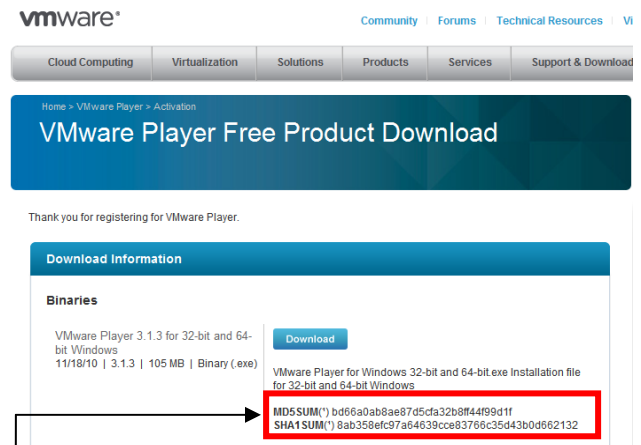 vmware®
Community Forums Technical Resources
Cloud Computing Virtualization Solutions Products Services Support & Download
Home > VMware Player > Activation
VMware Player Free Product Download
Thank you for registering for VMware Player.
Download Information
Binaries
VMware Player 3.1.3 for 32-bit and 64-
bit Windows
11/18/10 | 3.1.3 | 105 MB | Binary (.exe)
Download
VMware Player for Windows 32-bit and 64-bit.exe Installation file
for 32-bit and 64-bit Windows
MD5SUM(*) bd66a0ab8ae87d5cfa32b8ff44f99d1f
SHA1SUM(*) 8ab358efc97a64639cce83766c35d43b0d662132